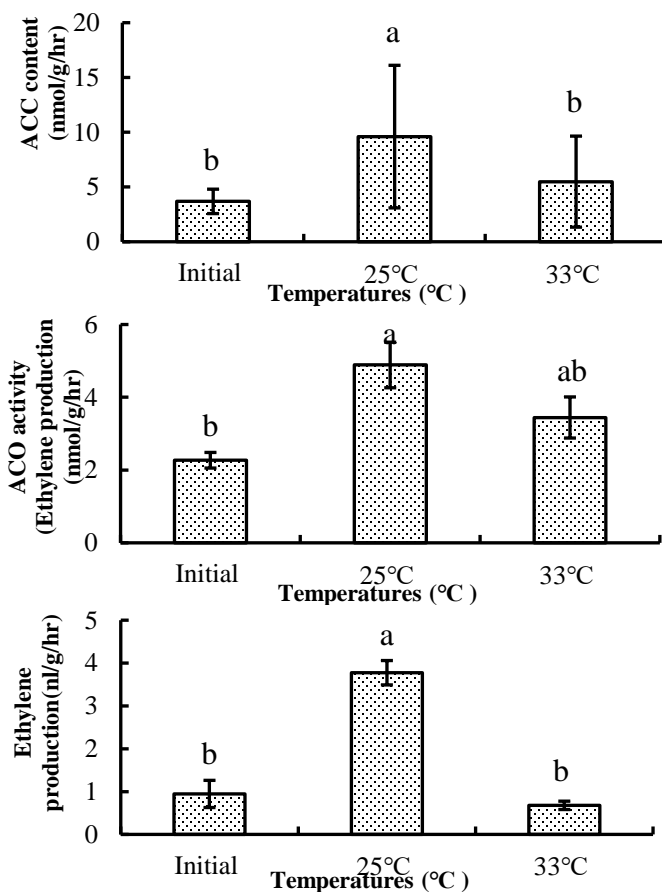 ACC content
(nmol/g/hr)
20
15
10
5
0
a
b
b
Initial
25°C
33°C
Temperatures (°C )
ACO activity
(Ethylene production
(nmol/g/hr)
6
4
2
0
a
ab
b
Initial
25°C
33°C
Temperatures (°C )
Ethylene
production(nl/g/hr)
5
4
3
2
1
0
a
b
b
Initial
25°C
33°C
Temperatures (°C )